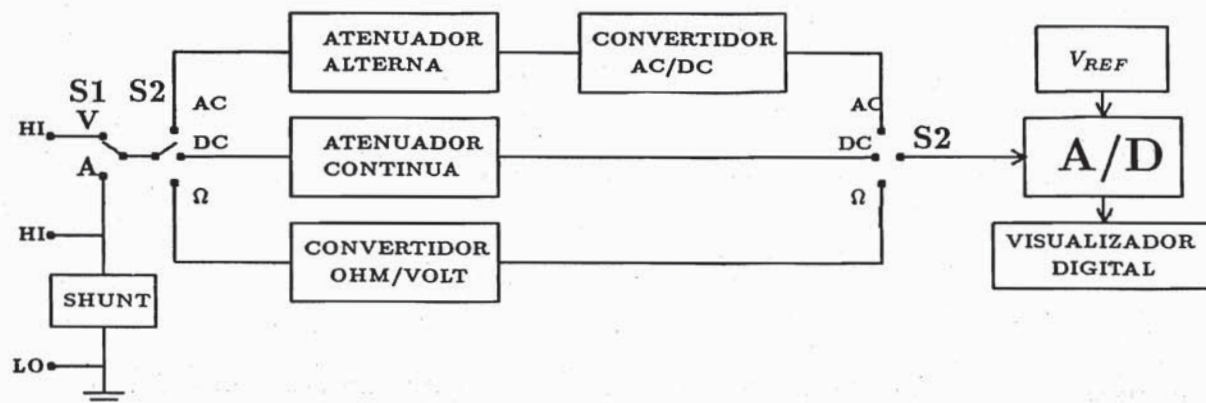 ATENUADOR
ALTERNA
CONVERTIDOR
AC/DC
V_REF
S1
S2
V
AC
HI
A
DC
ATENUADOR
CONTINUA
AC
DC
S2
A/D
Ω
Ω
HI
CONVERTIDOR
OHM/VOLT
VISUALIZADOR
DIGITAL
SHUNT
LO